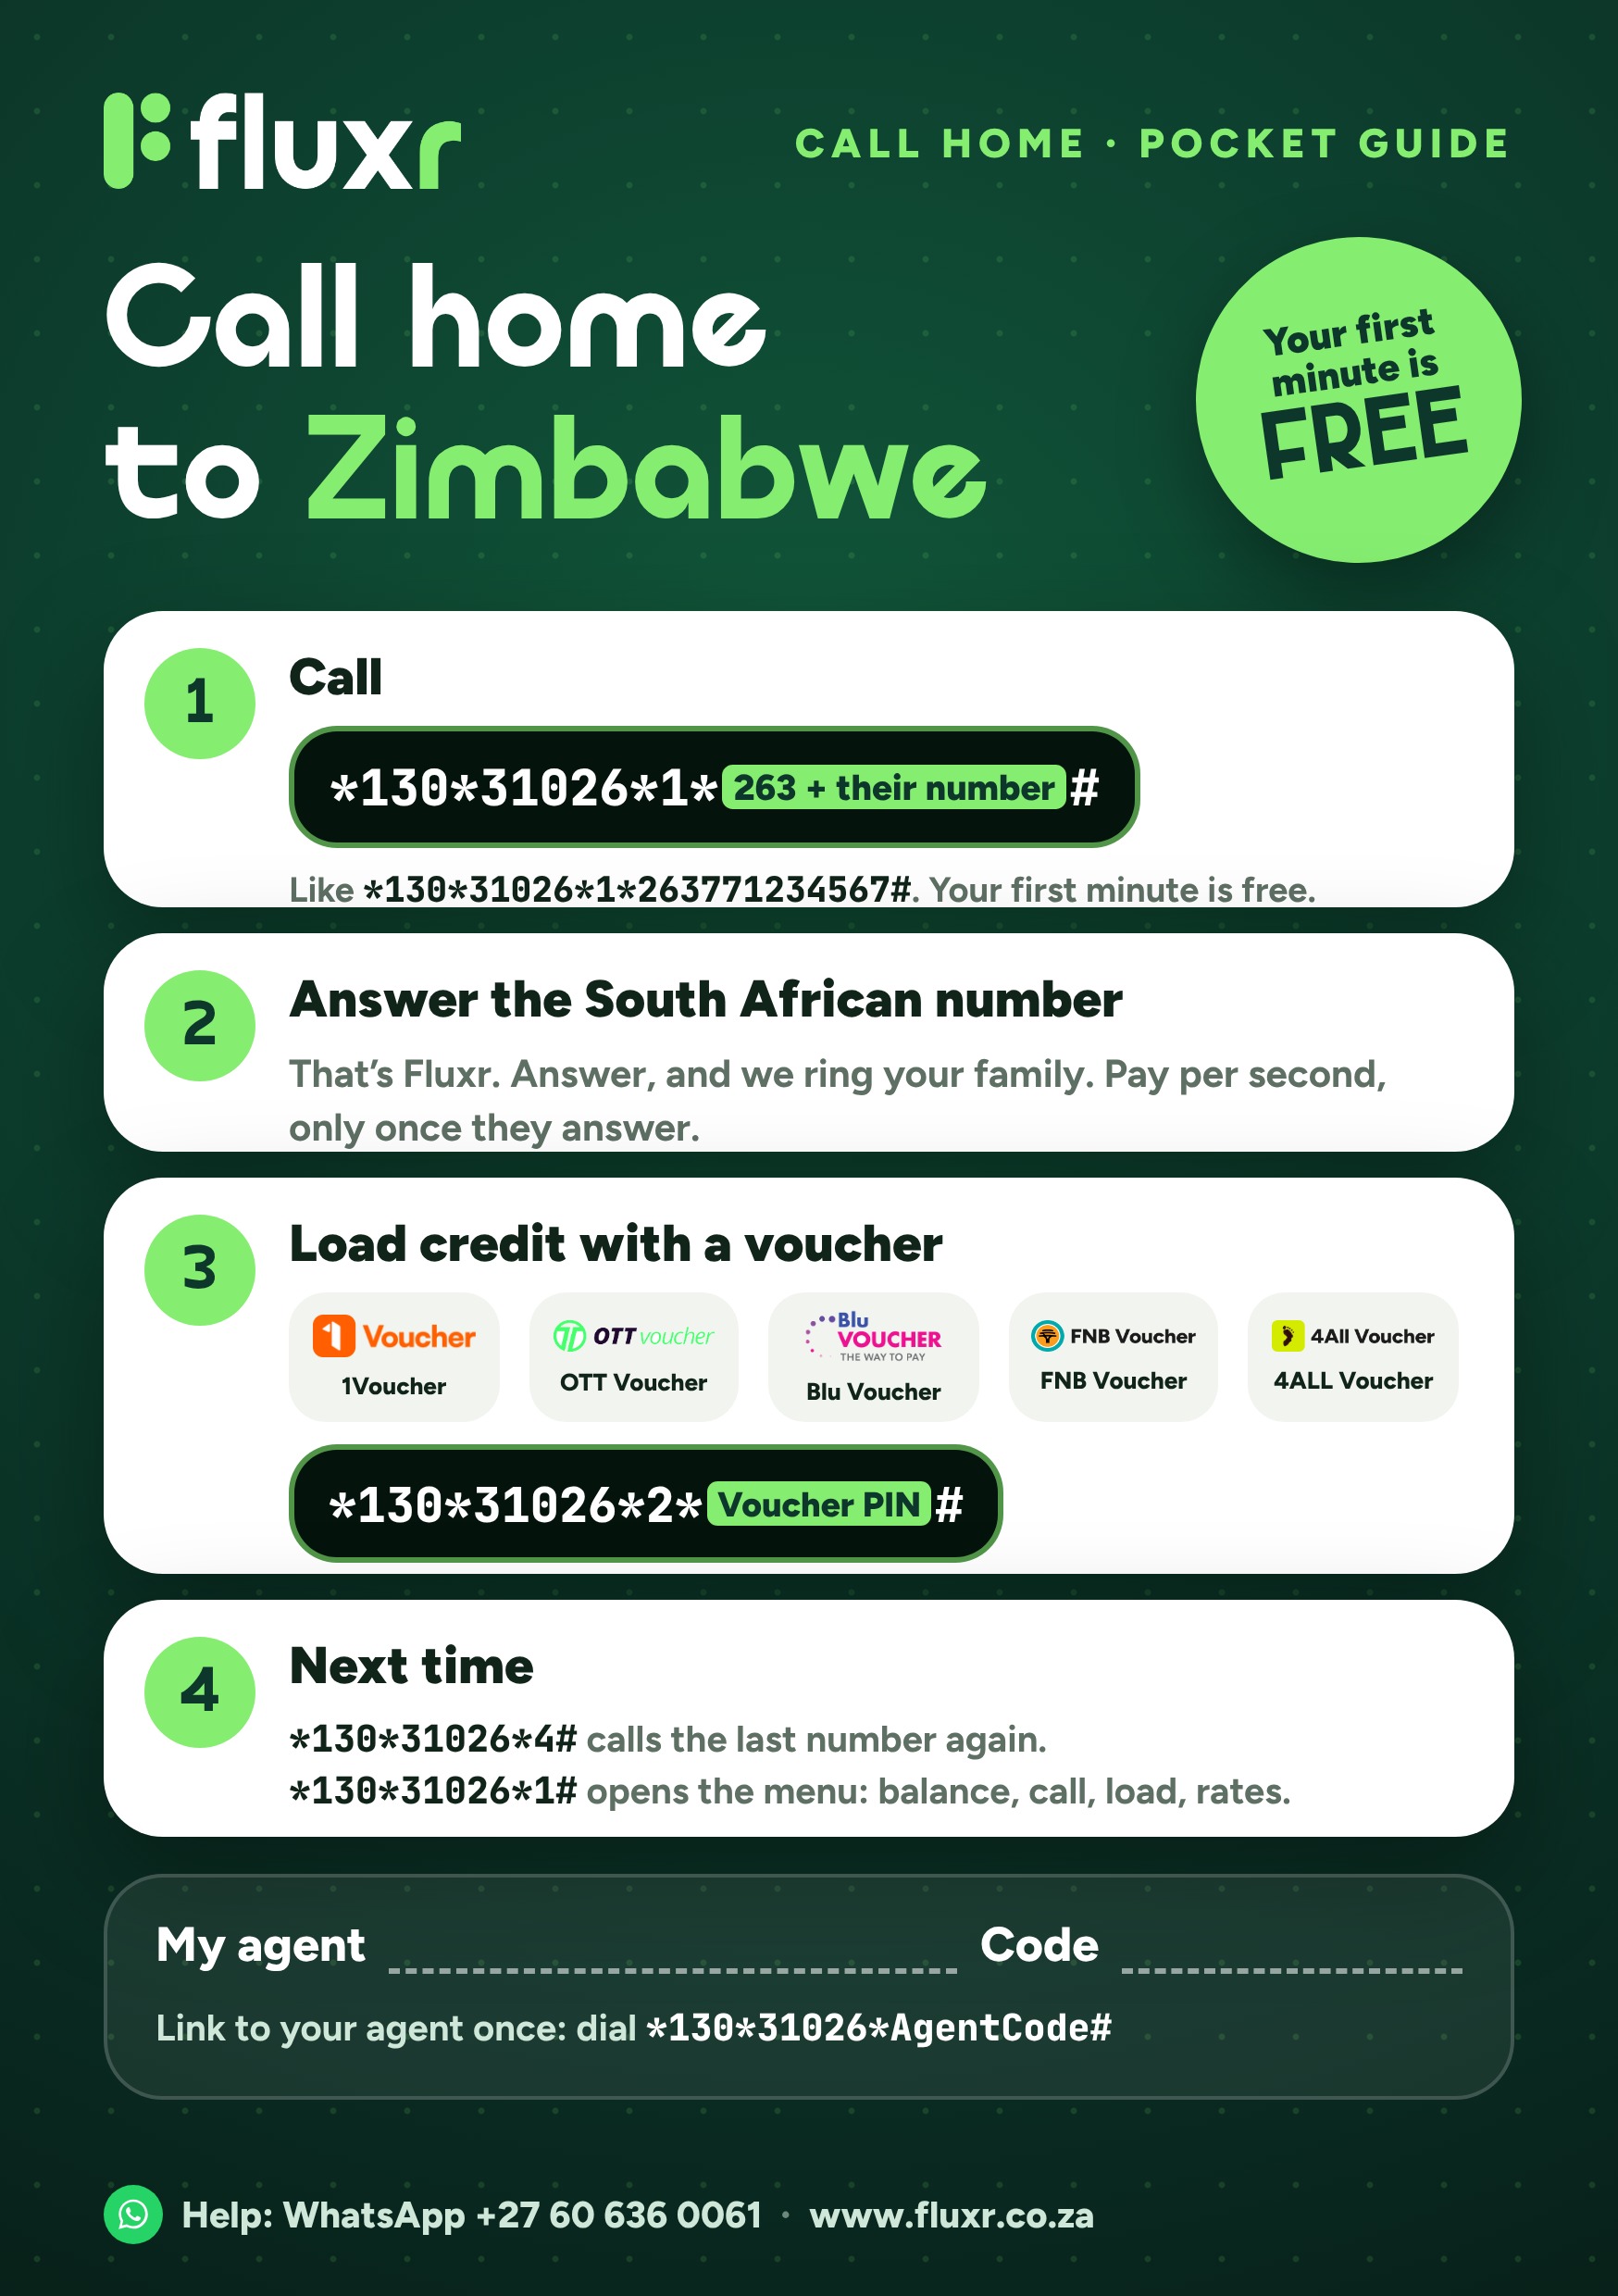 fluxr
CALL HOME · POCKET GUIDE
Call home
to Zimbabwe
Your first
minute is
FREE
1
Call
*130*31026*1*263 + their number#
Like *130*31026*1*263771234567#. Your first minute is free.
2
Answer the South African number
That's Fluxr. Answer, and we ring your family. Pay per second,
only once they answer.
3
Load credit with a voucher
1 Voucher
1Voucher
OTT voucher
OTT Voucher
Blu
VOUCHER
THE WAY TO PAY
Blu Voucher
FNB Voucher
FNB Voucher
4All Voucher
4ALL Voucher
*130*31026*2*Voucher PIN#
4
Next time
*130*31026*4# calls the last number again.
*130*31026*1# opens the menu: balance, call, load, rates.
My agent
Code
Link to your agent once: dial *130*31026*AgentCode#
Help: WhatsApp +27 60 636 0061 · www.fluxr.co.za